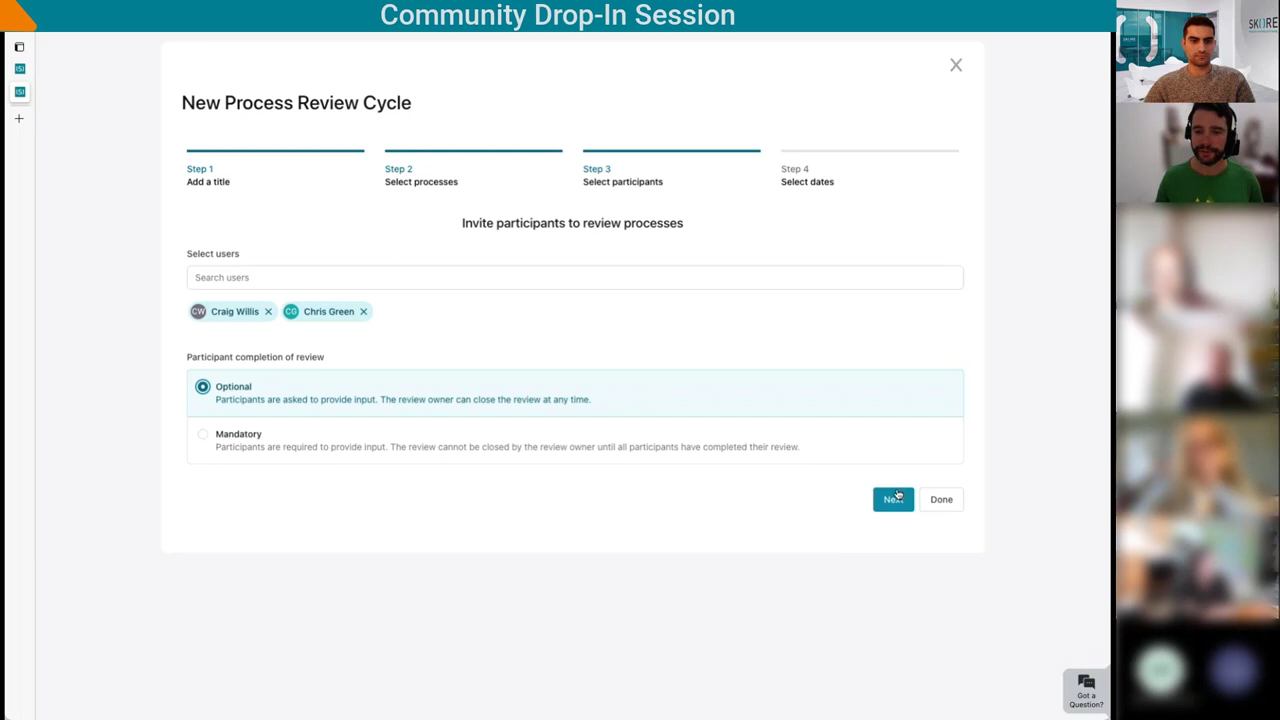 Community Drop-In Session
SKORE
New Process Review Cycle
Step 1
Add a title
Step 2
Select processes
Step 3
Select participants
Step 4
Select dates
Invite participants to review processes
Select users
Search users
CW Craig Willis
CG Chris Green
Participant completion of review
Optional
Participants are asked to provide input. The review owner can close the review at any time.
Mandatory
Participants are required to provide input. The review cannot be closed by the review owner until all participants have completed their review.
Next
Done
Got a
Question?